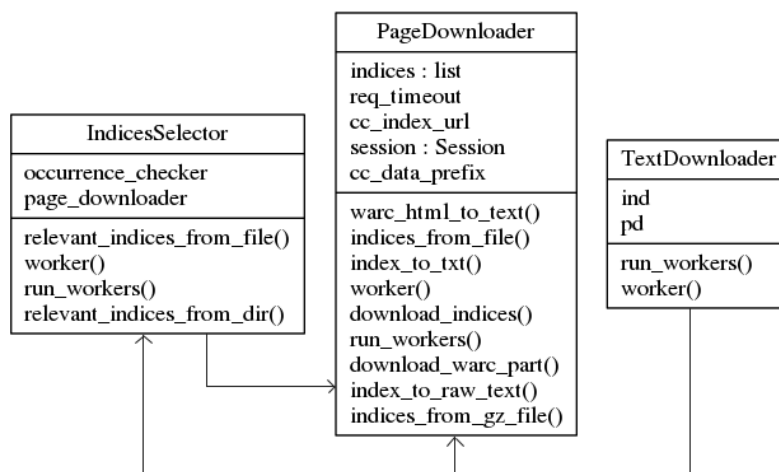 IndicesSelector
occurrence_checker
page_downloader
relevant_indices_from_file()
worker()
run_workers()
relevant_indices_from_dir()
PageDownloader
indices : list
req_timeout
cc_index_url
session : Session
cc_data_prefix
warc_html_to_text()
indices_from_file()
index_to_txt()
worker()
download_indices()
run_workers()
download_warc_part()
index_to_raw_text()
indices_from_gz_file()
TextDownloader
ind
pd
run_workers()
worker()